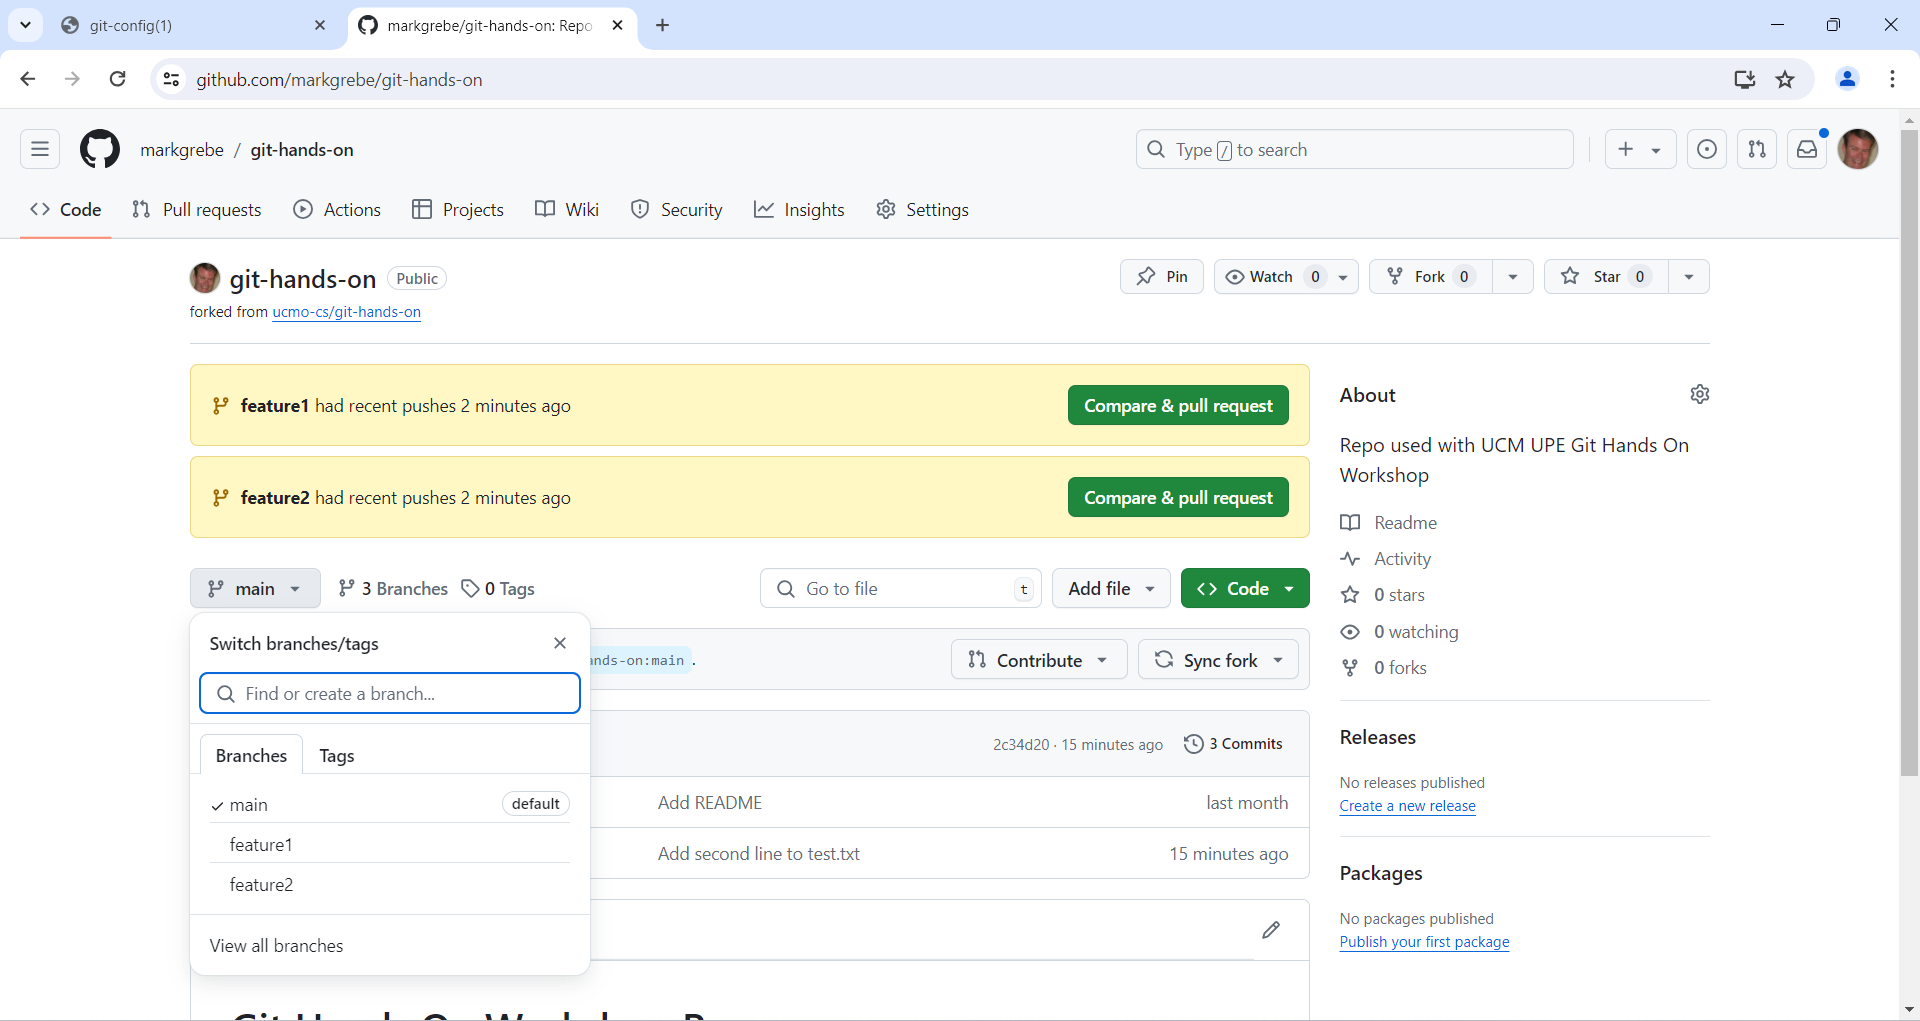 git-config(1)
markgrebe/git-hands-on: Repo
github.com/markgrebe/git-hands-on
markgrebe / git-hands-on
Type / to search
Code
Pull requests
Actions
Projects
Wiki
Security
Insights
Settings
git-hands-on Public
Pin
Watch 0
Fork 0
Star 0
forked from ucmo-cs/git-hands-on
feature1 had recent pushes 2 minutes ago
Compare & pull request
feature2 had recent pushes 2 minutes ago
Compare & pull request
main
3 Branches
0 Tags
Go to file t
Add file
Code
Switch branches/tags
Find or create a branch...
Branches
Tags
main default
feature1
feature2
View all branches
ands-on:main .
Contribute
Sync fork
2c34d20 · 15 minutes ago
3 Commits
Add README
last month
Add second line to test.txt
15 minutes ago
About
Repo used with UCM UPE Git Hands On
Workshop
Readme
Activity
0 stars
0 watching
0 forks
Releases
No releases published
Create a new release
Packages
No packages published
Publish your first package